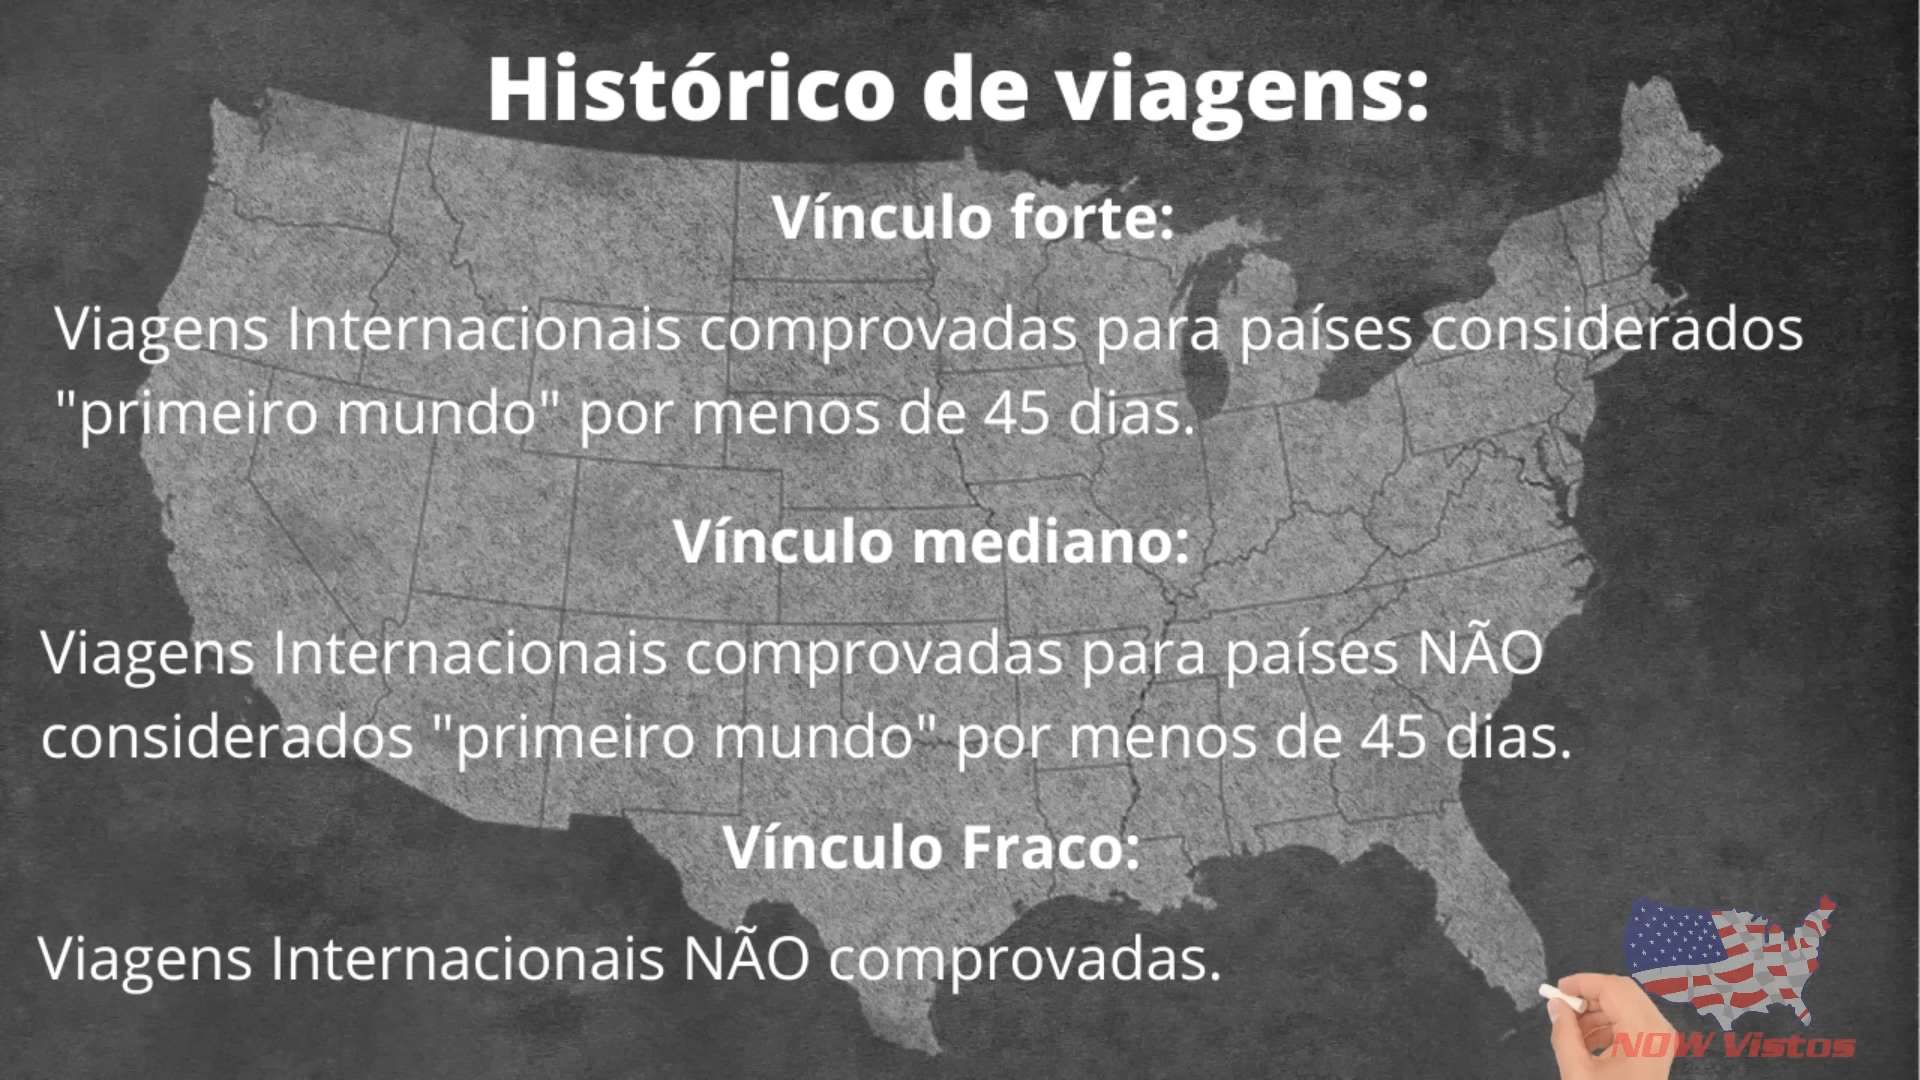 Histórico de viagens:
Vínculo forte:
Viagens Internacionais comprovadas para países considerados
"primeiro mundo" por menos de 45 dias.
Vínculo mediano:
Viagens Internacionais comprovadas para países NÃO
considerados "primeiro mundo" por menos de 45 dias.
Vínculo Fraco:
Viagens Internacionais NÃO comprovadas.
NOW Vistos